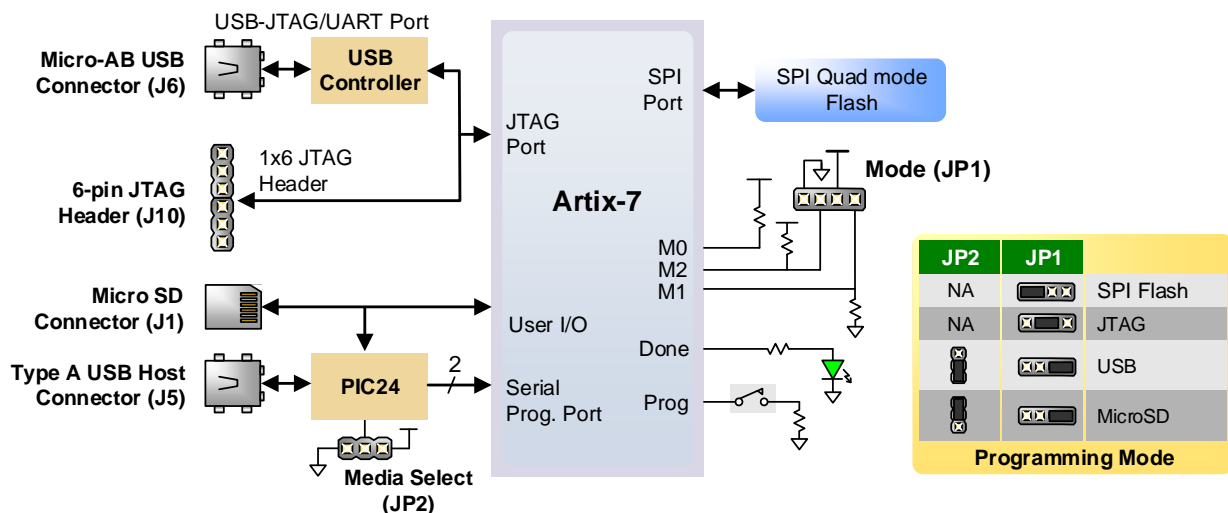 USB-JTAG/UART Port
Micro-AB USB
Connector (J6)
USB
Controller
6-pin JTAG
Header (J10)
1x6 JTAG
Header
Micro SD
Connector (J1)
Type A USB Host
Connector (J5)
PIC24
2
Media Select
(JP2)
JTAG
Port
SPI
Port
Artix-7
M0
M2
M1
User I/O
Done
Serial
Prog. Port
Prog
SPI Quad mode
Flash
Mode (JP1)
JP2 JP1
NA SPI Flash
NA JTAG
USB
MicroSD
Programming Mode